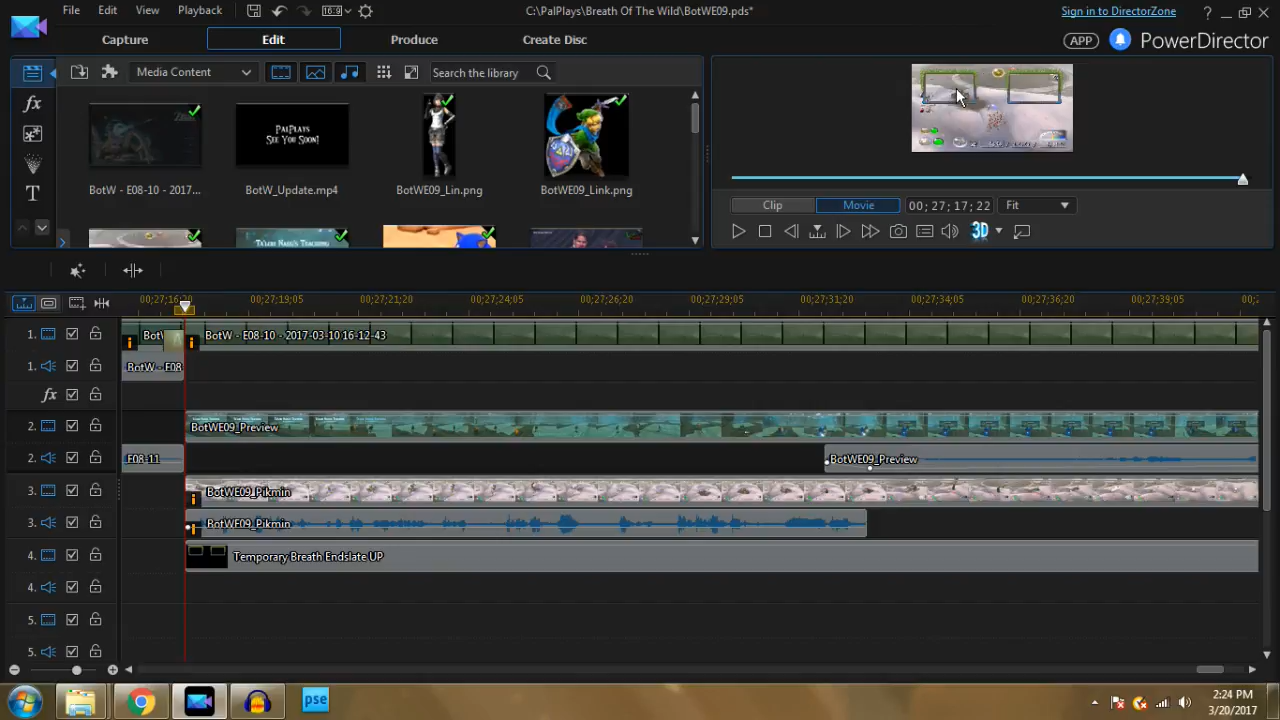 File Edit View Playback 16:9 C:\PalPlays\Breath Of The Wild\BotWE09.pds* Sign in to DirectorZone ?
Capture Edit Produce Create Disc APP PowerDirector
Media Content Search the library
fx
PALPLAYS
SEE YOU SOON!
T
BotW - E08-10 - 2017... BotW_Update.mp4 BotWE09_Lin.png BotWE09_Link.png
Clip Movie 00; 27; 17; 22 Fit
3D
00;27;16;20 00;27;19;05 00;27;21;20 00;27;24;05 00;27;26;20 00;27;29;05 00;27;31;20 00;27;34;05 00;27;36;20 00;27;39;05
1. BotW BotW - E08-10 - 2017-03-10 16-12-43
1. BotW - E08
fx
2. BotWE09_Preview
2. E08-11 BotWE09_Preview
3. BotWE09_Pikmin
3. BotWE09_Pikmin
4. Temporary Breath Endslate UP
4.
5.
5.
pse 2:24 PM
3/20/2017